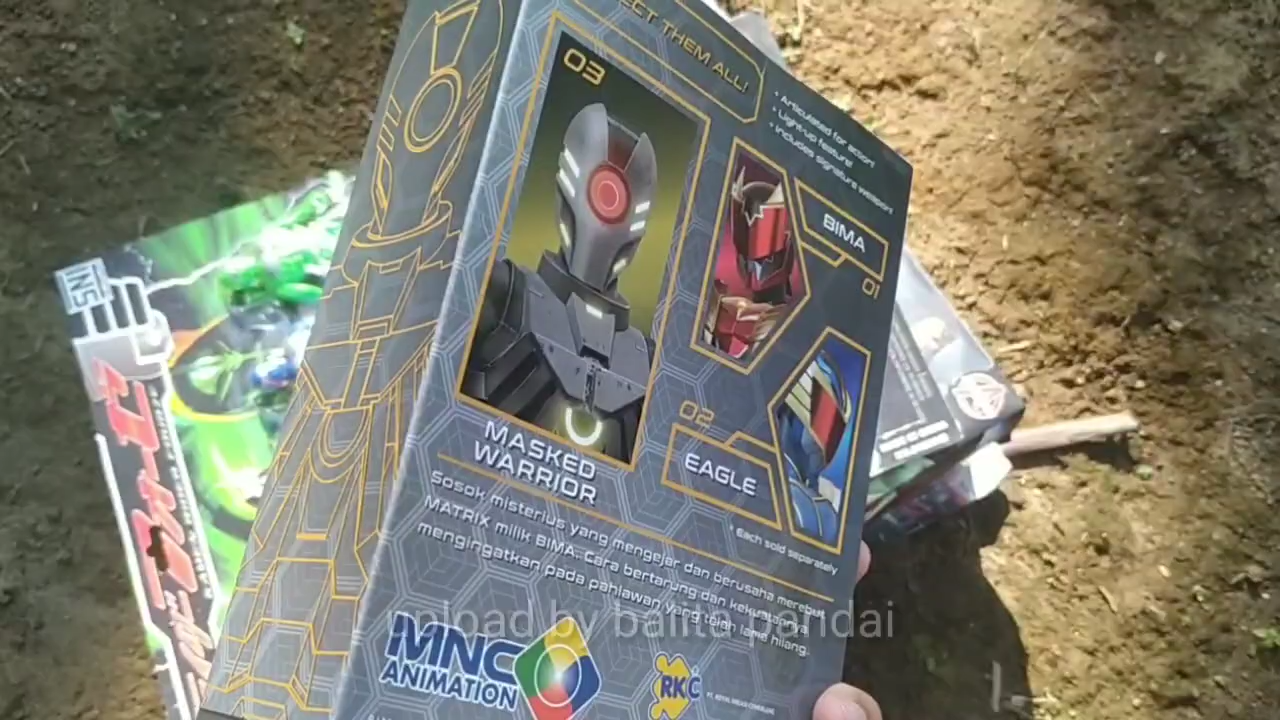 ECT THEM ALL!
03
• Articulated for action!
• Light-up feature!
• Includes signature weapon!
BIMA
01
02
EAGLE
MASKED
WARRIOR
* Each sold separately
Sosok misterius yang mengejar dan berusaha merebut
MATRIX milik BIMA. Cara bertarung dan kekuatannya
mengingatkan pada pahlawan yang telah lama hilang.
upload by balita pandai
MNC
ANIMATION
RKC
INS